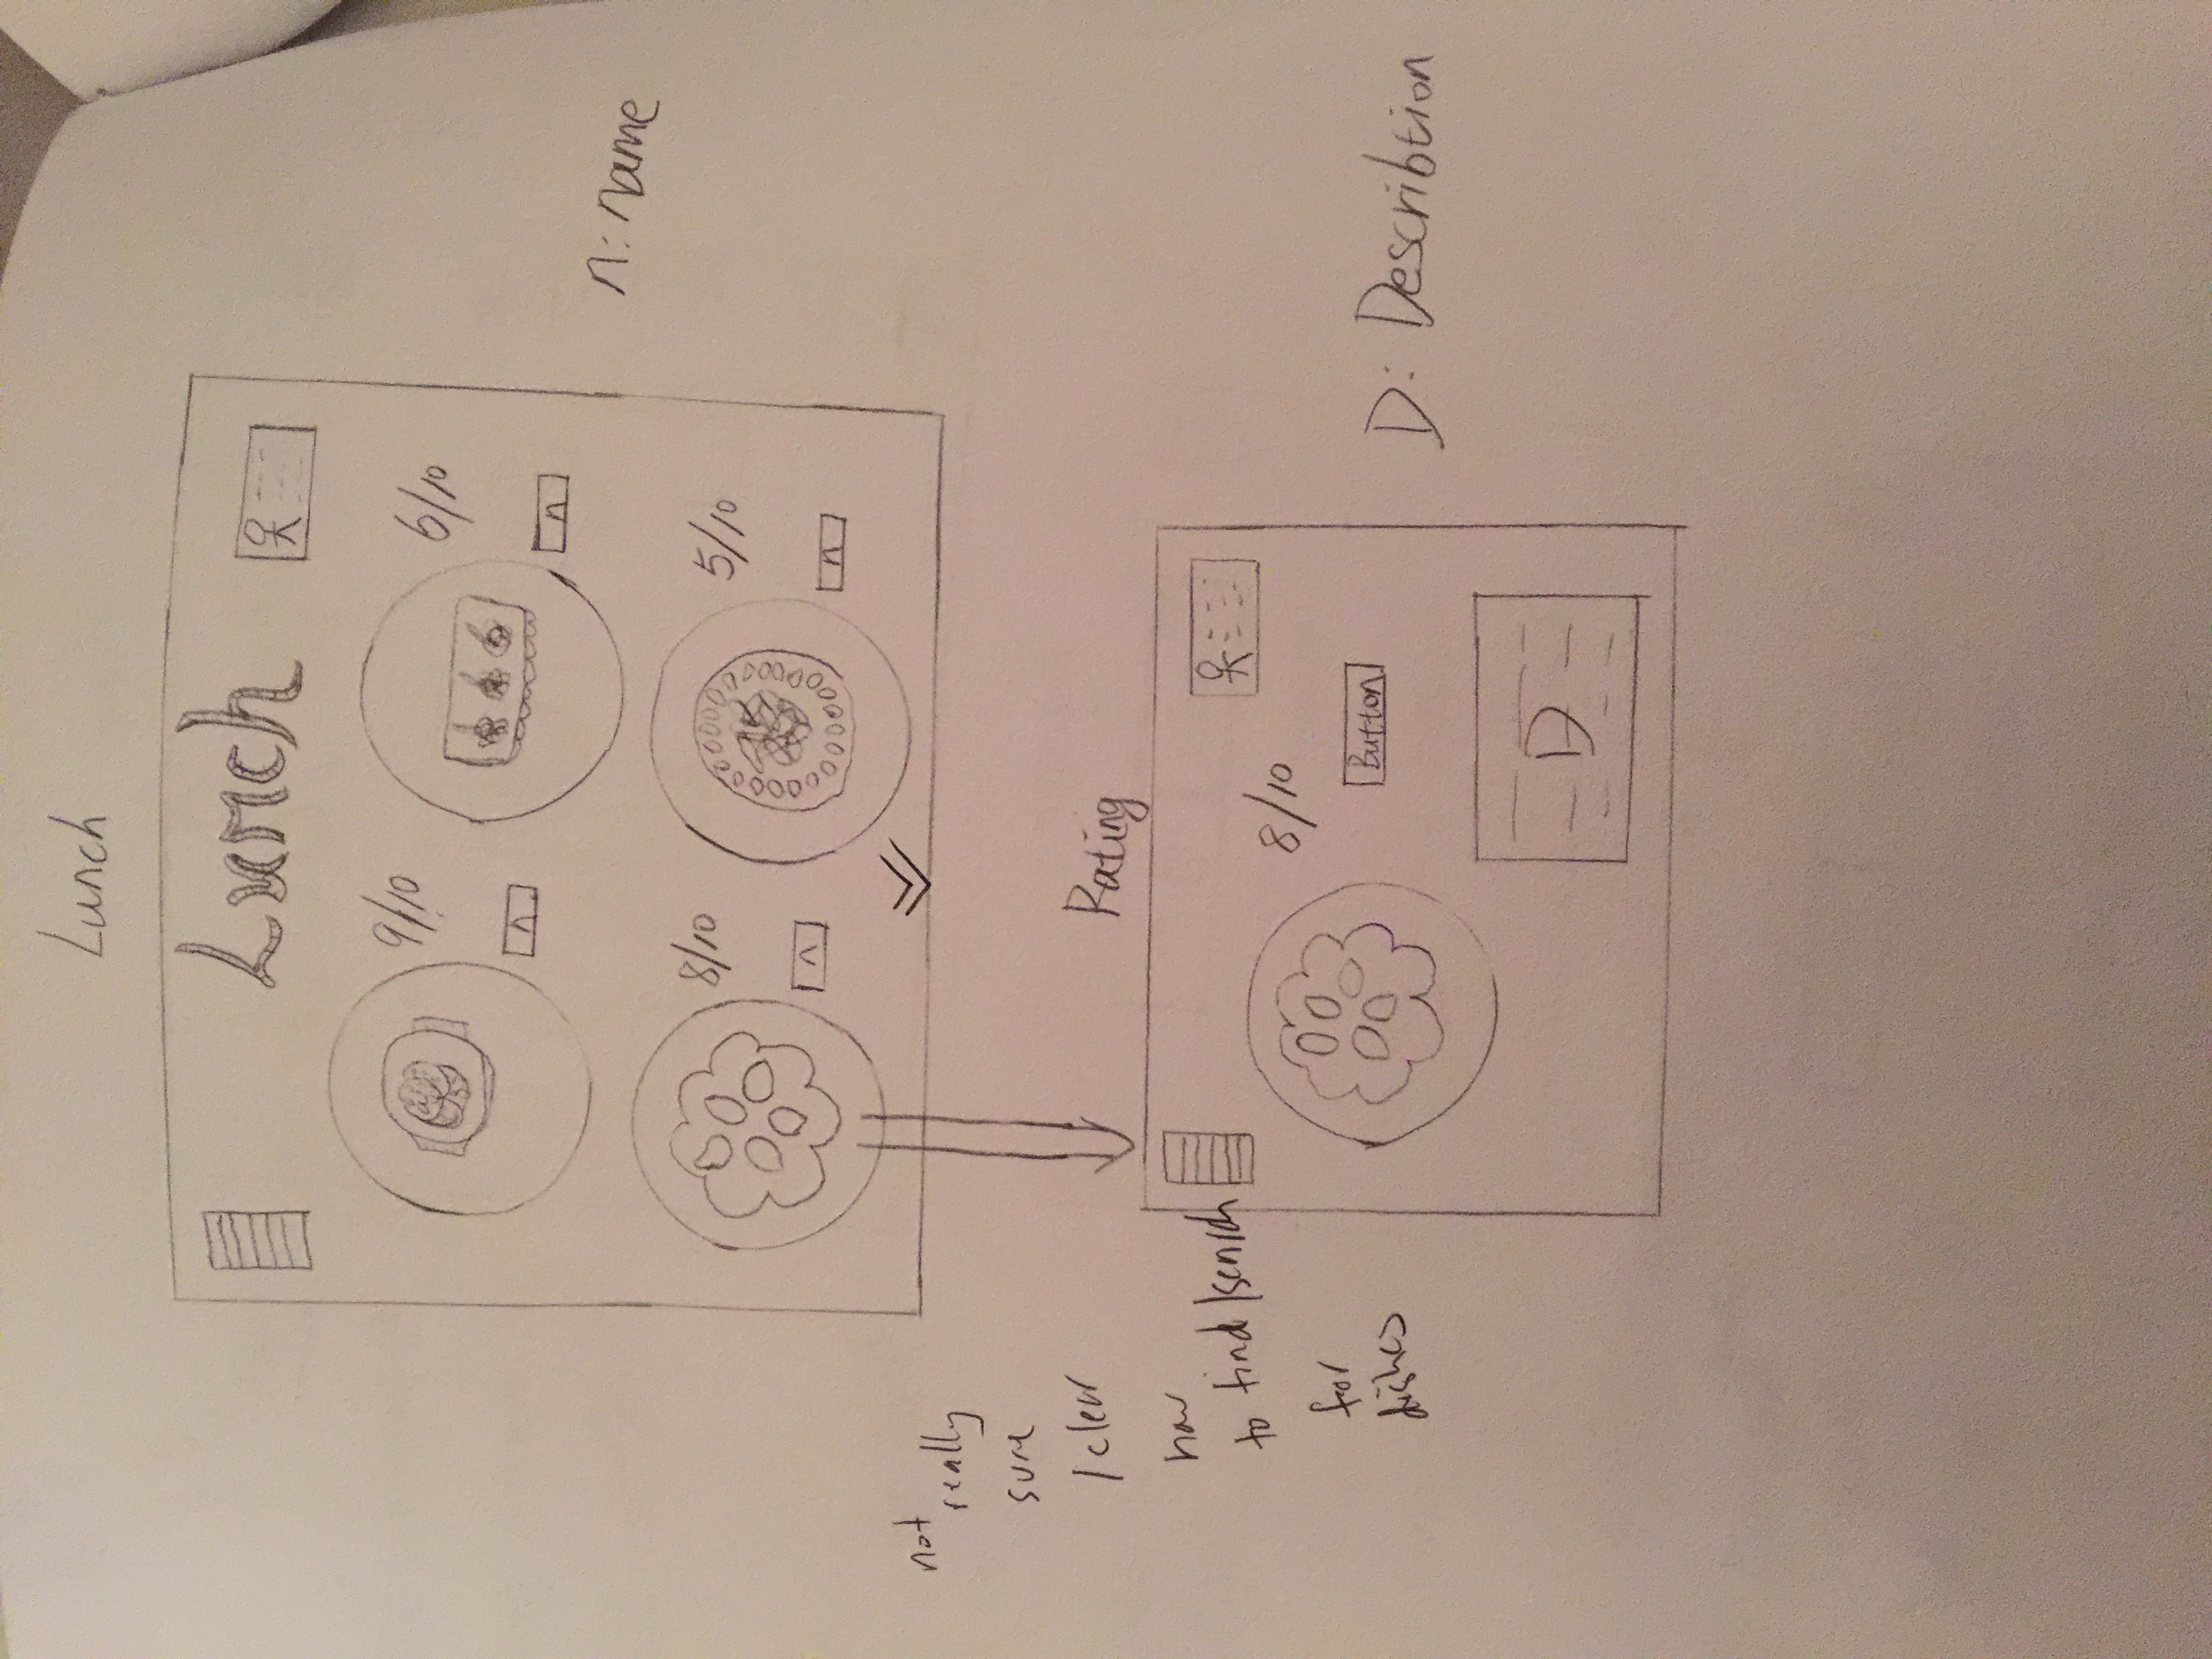 Lunch
Lunch
9/10
6/10
n
n
n: name
8/10
5/10
n
n
not
really
sure
/clear
how
to find/search
for
dishes
Rating
8/10
Button
D: Describtion
D